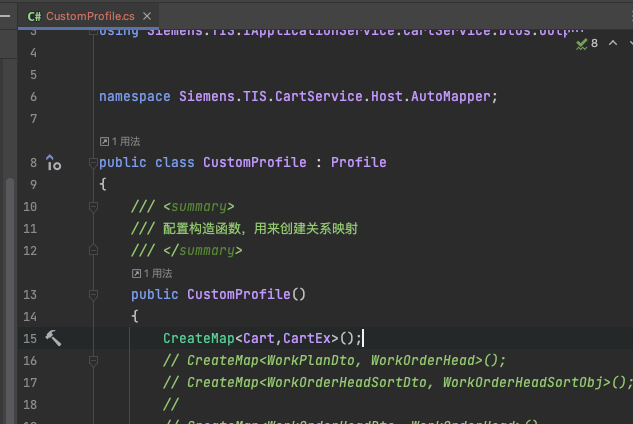 C# CustomProfile.cs
3 using Siemens.TIS.IApplicationService.CartService.Dtos.Outp
8
4
5
6 namespace Siemens.TIS.CartService.Host.AutoMapper;
7
1 用法
8 public class CustomProfile : Profile
9 {
10 /// <summary>
11 /// 配置构造函数，用来创建关系映射
12 /// </summary>
1 用法
13 public CustomProfile()
14 {
15 CreateMap<Cart,CartEx>();
16 // CreateMap<WorkPlanDto, WorkOrderHead>();
17 // CreateMap<WorkOrderHeadSortDto, WorkOrderHeadSortObj>();
18 //
// CreateMap<WorkOrderHeadDto, WorkOrderHead>()